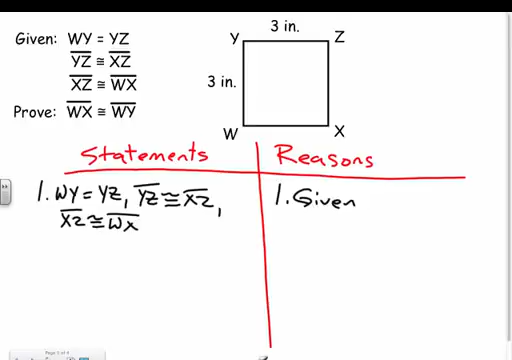 Given: WY = YZ
YZ ≅ XZ
XZ ≅ WX
Prove: WX ≅ WY
3 in.
Y
Z
3 in.
W
X
Statements
Reasons
1. WY = YZ, YZ ≅ XZ,
XZ ≅ WX
1. Given